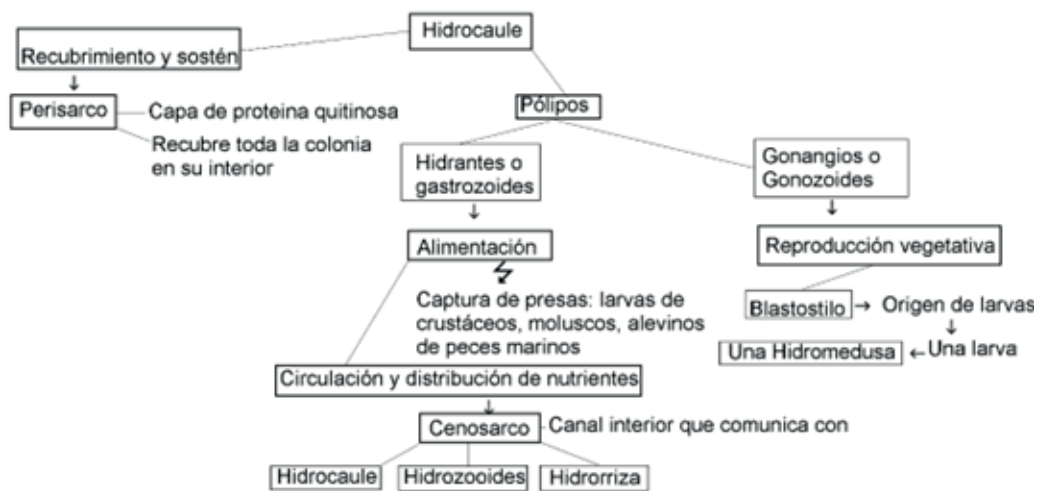 Hidrocaule
Recubrimiento y sostén
Perisarco
Capa de proteina quitinosa
Recubre toda la colonia
en su interior
Pólipos
Hidrantes o
gastrozoides
Gonangios o
Gonozoides
Alimentación
Reproducción vegetativa
Captura de presas: larvas de
crustáceos, moluscos, alevinos
de peces marinos
Blastostilo
Origen de larvas
Una Hidromedusa
Una larva
Circulación y distribución de nutrientes
Cenosarco
Canal interior que comunica con
Hidrocaule
Hidrozooides
Hidrorriza